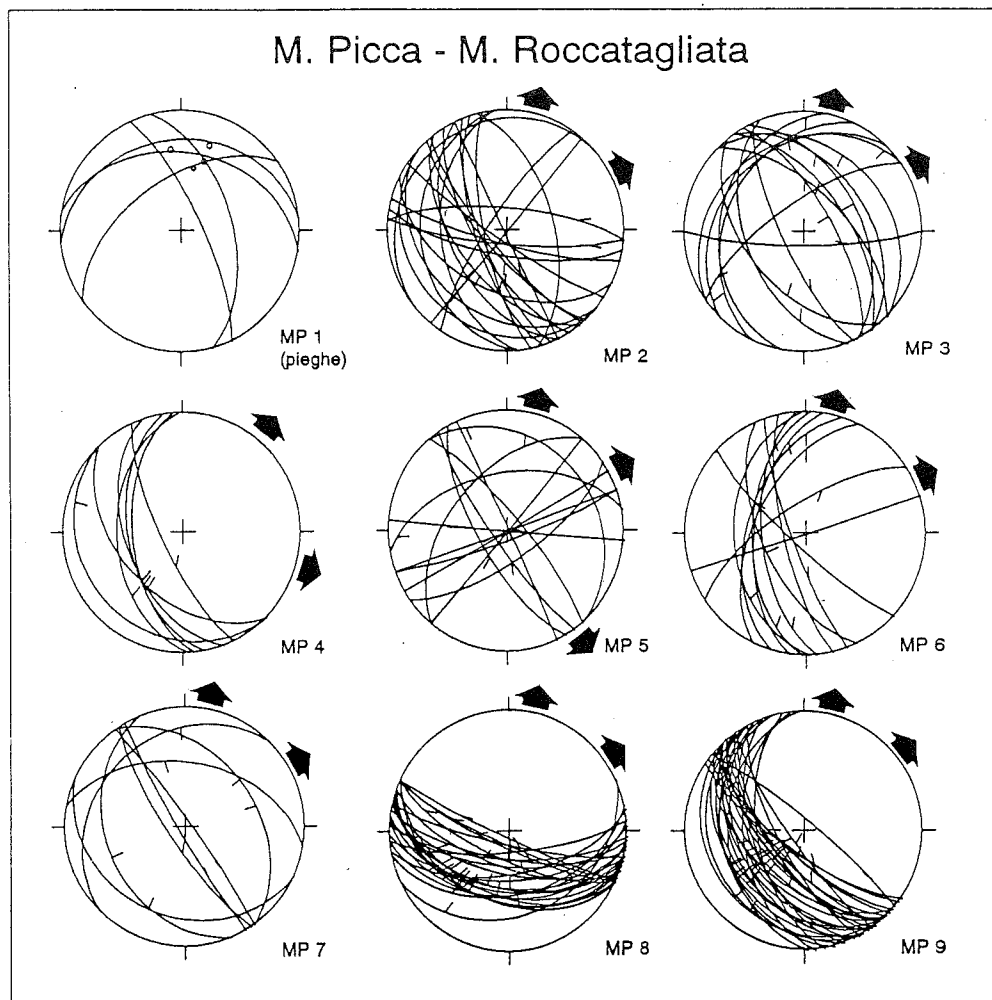 M. Picca - M. Roccatagliata
MP 1
(pieghe)
MP 2
MP 3
MP 4
MP 5
MP 6
MP 7
MP 8
MP 9